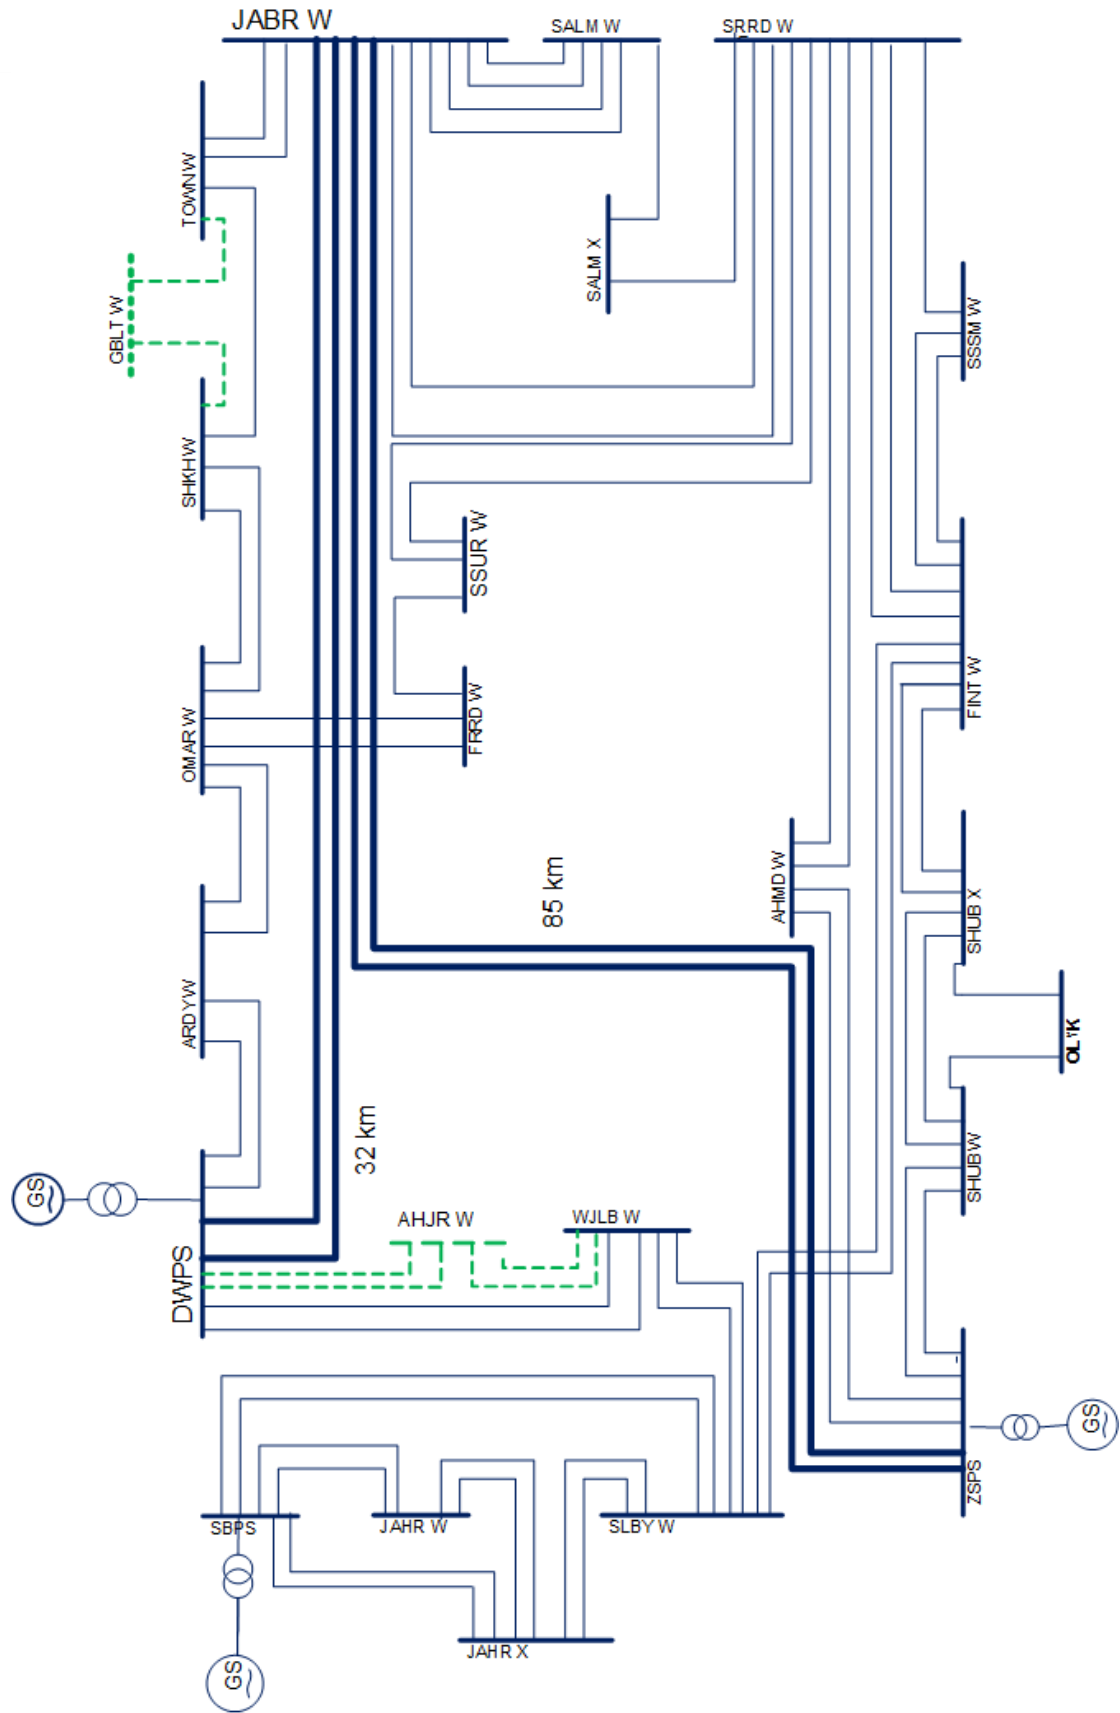 JABR W
SALM W
SRRD W
TOWN W
SALM X
GBLT W
SSSM W
SHKH W
SSUR W
OMAR W
FRRD W
FINT W
AHMD W
85 km
SHUB X
ARDY W
OL'K
32 km
SHUB W
GS
AHJR W
WJLB W
DWPS
GS
ZSPS
SBPS
JAHR W
SLBY W
JAHR X
GS